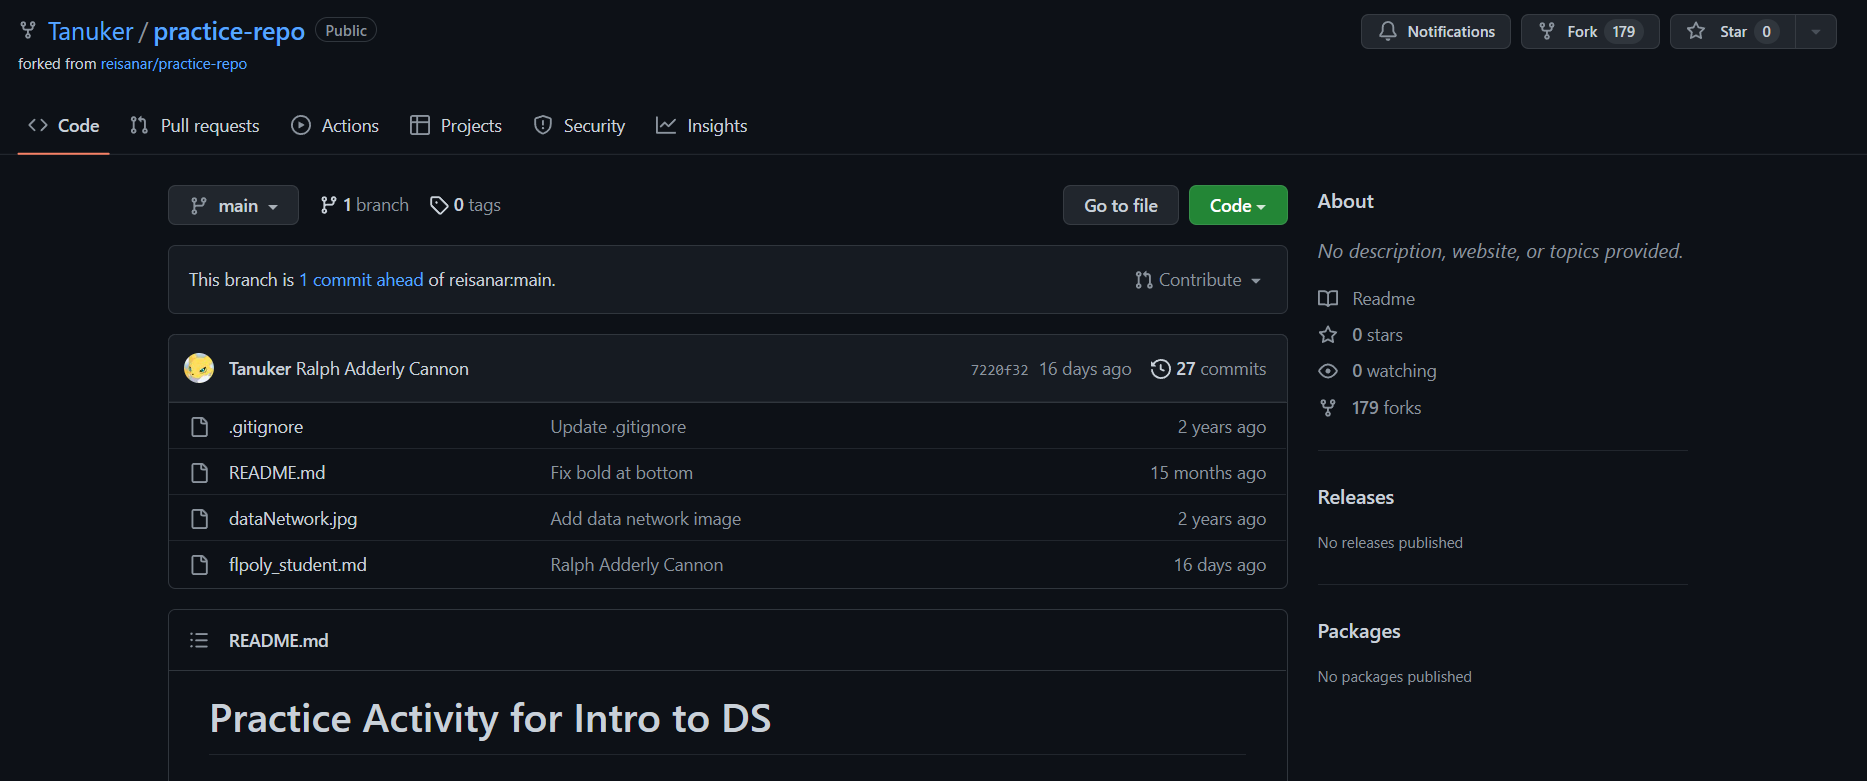 Tanuker / practice-repo Public
Notifications Fork 179 Star 0
forked from reisanar/practice-repo
Code Pull requests Actions Projects Security Insights
main 1 branch 0 tags Go to file Code
This branch is 1 commit ahead of reisanar:main. Contribute
Tanuker Ralph Adderly Cannon 7220f32 16 days ago 27 commits
.gitignore Update .gitignore 2 years ago
README.md Fix bold at bottom 15 months ago
dataNetwork.jpg Add data network image 2 years ago
flpoly_student.md Ralph Adderly Cannon 16 days ago
README.md
Practice Activity for Intro to DS
About
No description, website, or topics provided.
Readme
0 stars
0 watching
179 forks
Releases
No releases published
Packages
No packages published